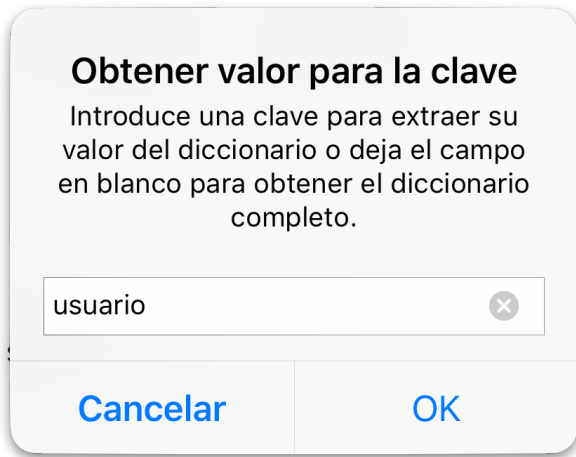 Obtener valor para la clave
Introduce una clave para extraer su
valor del diccionario o deja el campo
en blanco para obtener el diccionario
completo.
usuario
Cancelar
OK